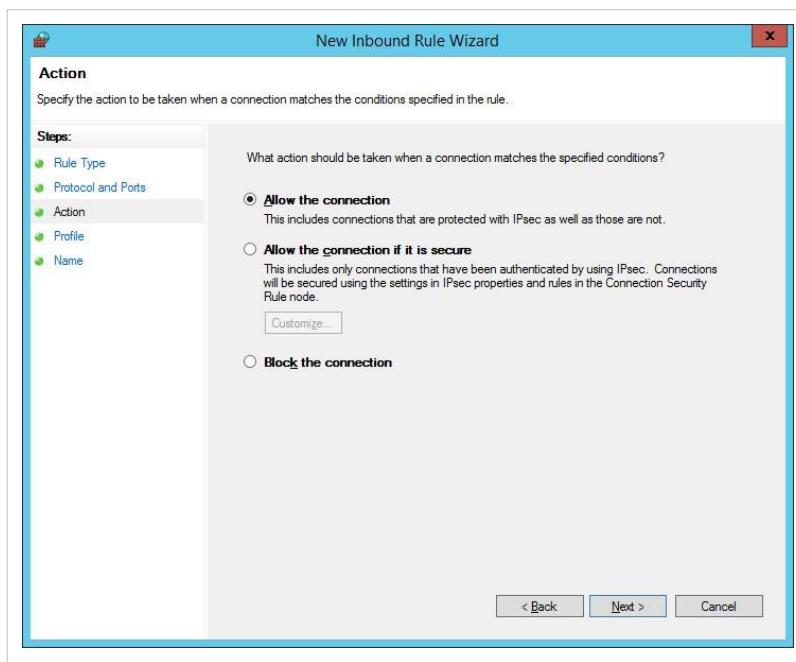 New Inbound Rule Wizard
x
Action
Specify the action to be taken when a connection matches the conditions specified in the rule.
Steps:
Rule Type
Protocol and Ports
Action
Profile
Name
What action should be taken when a connection matches the specified conditions?
Allow the connection
This includes connections that are protected with IPsec as well as those are not.
Allow the connection if it is secure
This includes only connections that have been authenticated by using IPsec. Connections
will be secured using the settings in IPsec properties and rules in the Connection Security
Rule node.
Customize...
Block the connection
< Back
Next >
Cancel